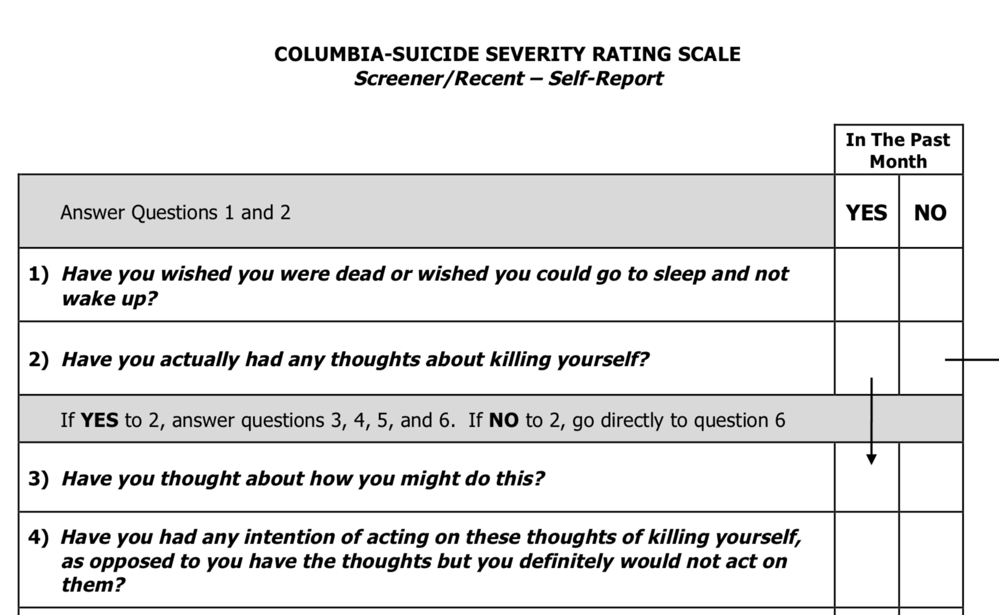 COLUMBIA-SUICIDE SEVERITY RATING SCALE
Screener/Recent – Self-Report
In The Past
Month
Answer Questions 1 and 2
YES
NO
1) Have you wished you were dead or wished you could go to sleep and not
wake up?
2) Have you actually had any thoughts about killing yourself?
If YES to 2, answer questions 3, 4, 5, and 6.  If NO to 2, go directly to question 6
3) Have you thought about how you might do this?
4) Have you had any intention of acting on these thoughts of killing yourself,
as opposed to you have the thoughts but you definitely would not act on
them?